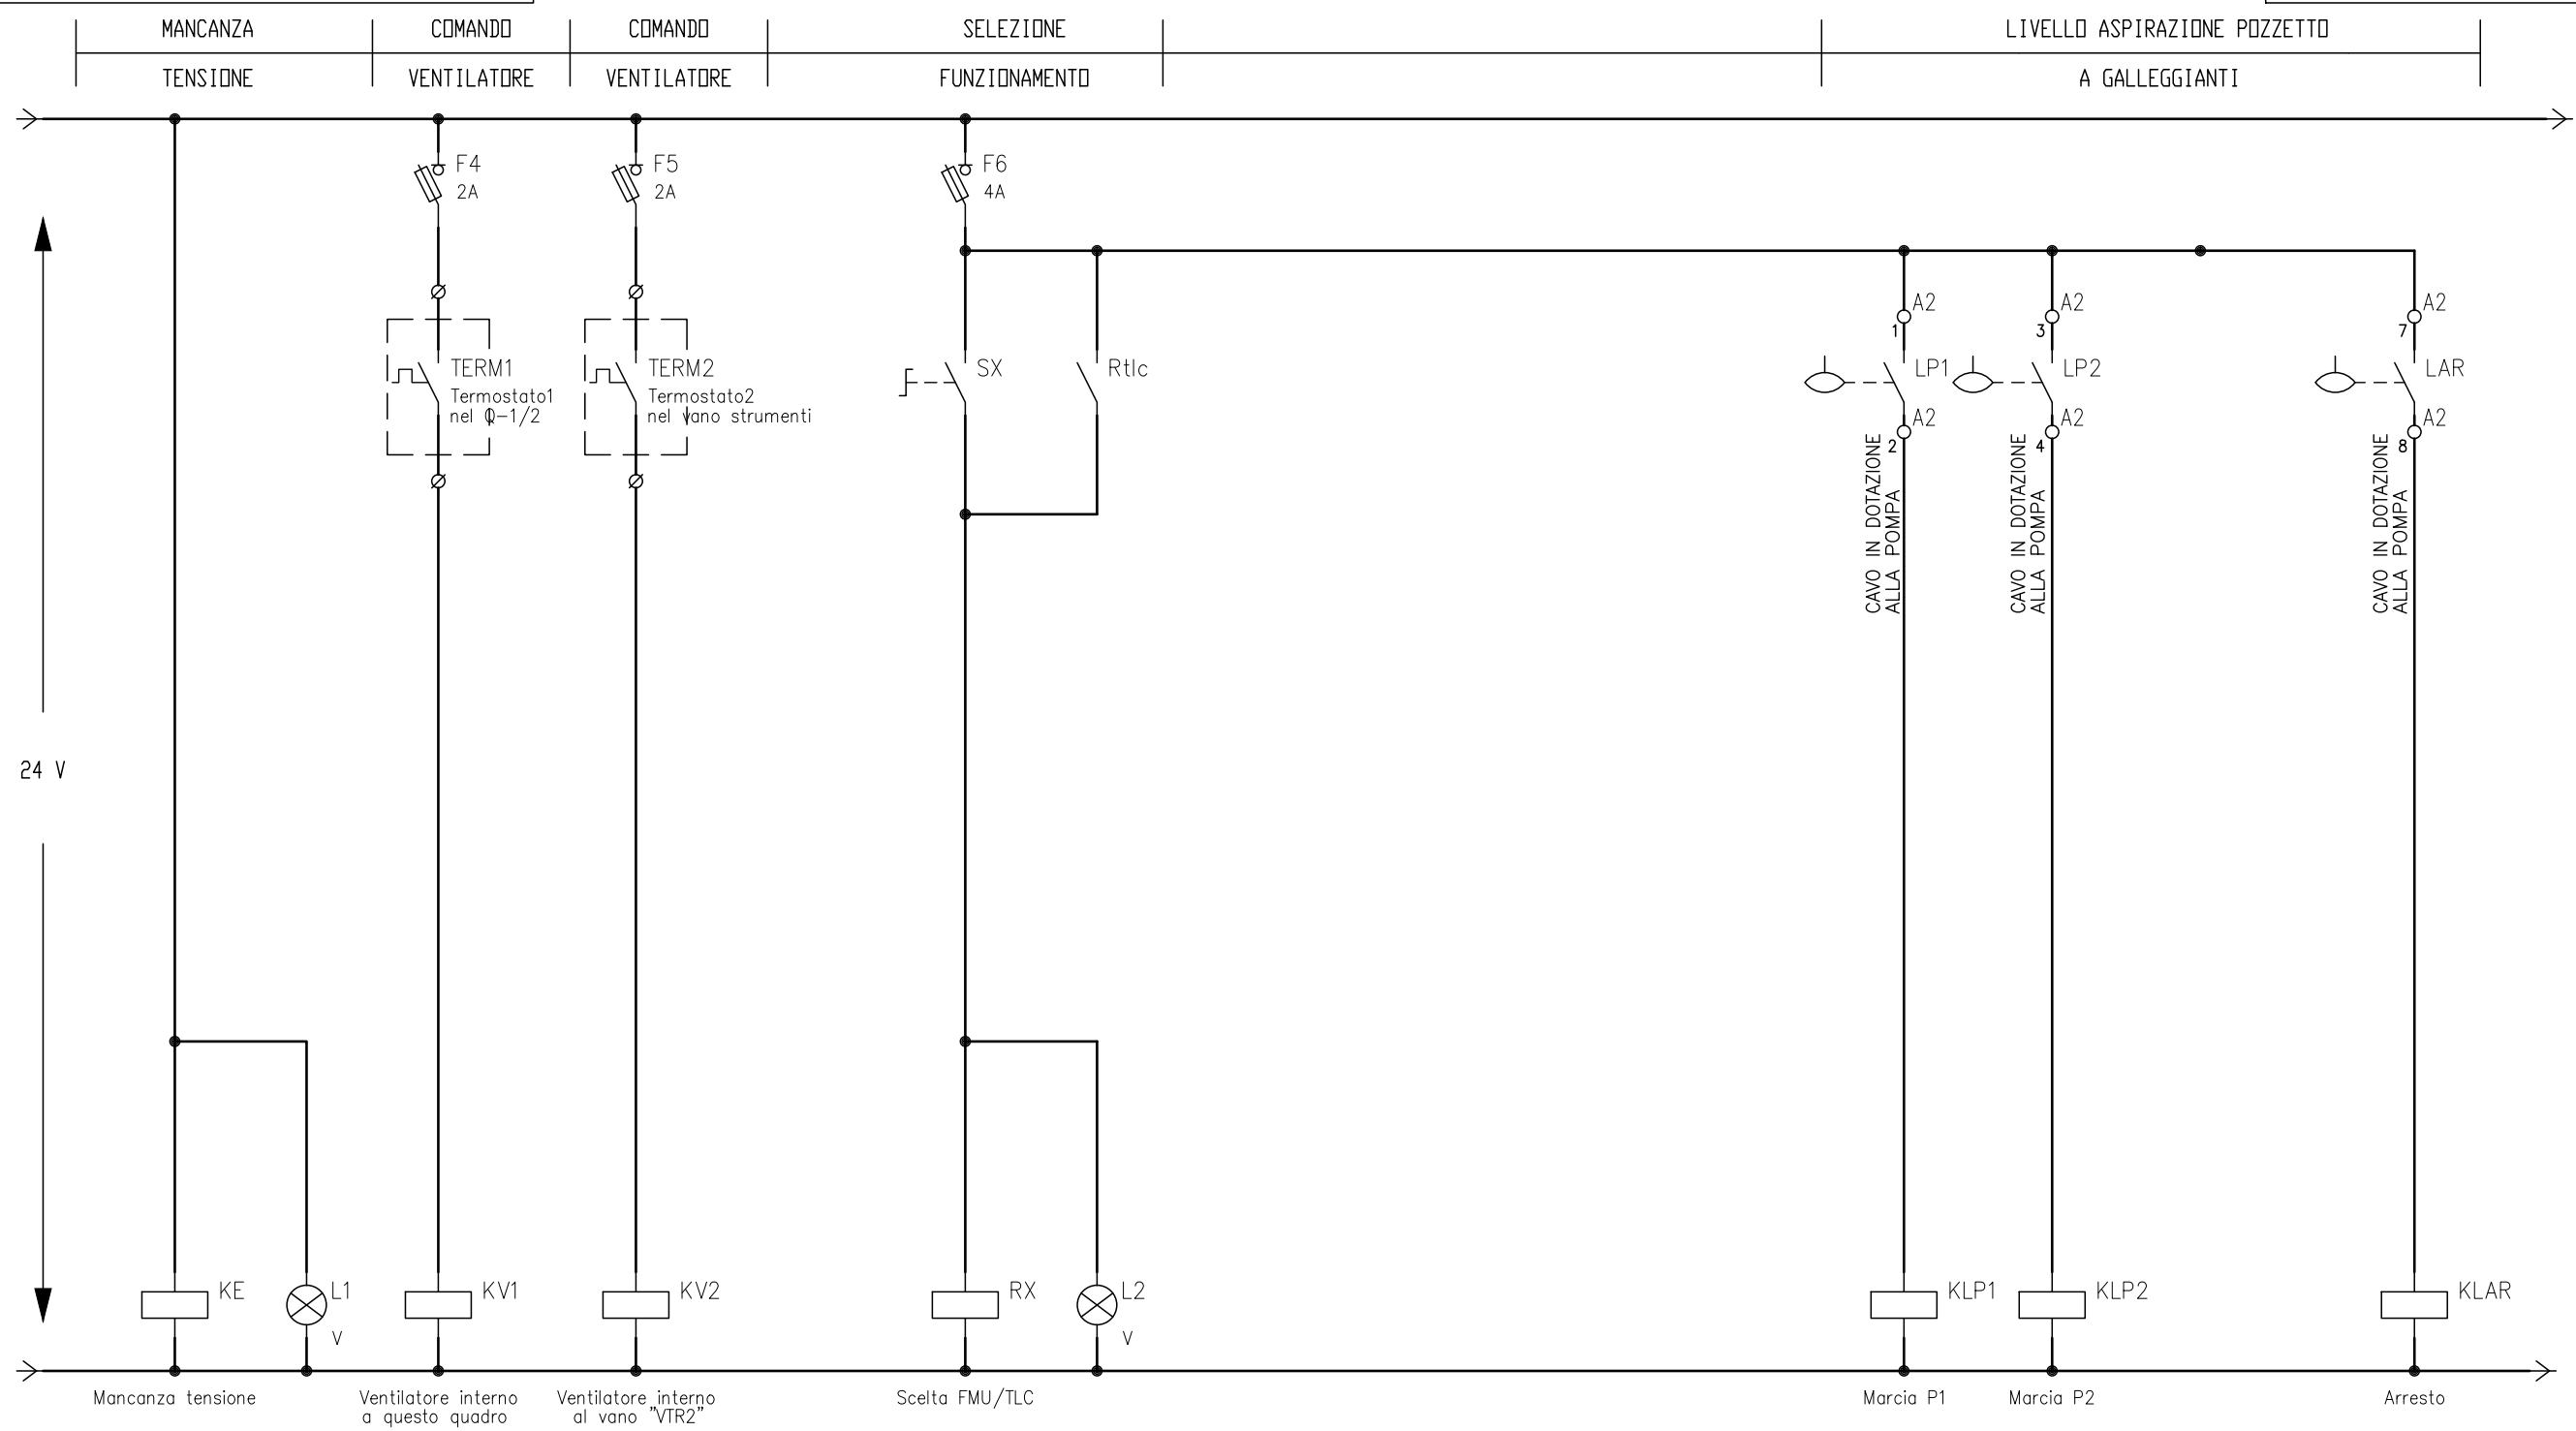 MANCANZA
TENSIONE
COMANDO
VENTILATORE
COMANDO
VENTILATORE
SELEZIONE
FUNZIONAMENTO
LIVELLO ASPIRAZIONE POZZETTO
A GALLEGGIANTI
F4
2A
F5
2A
F6
4A
TERM1
Termostato1
nel Q-1/2
TERM2
Termostato2
nel vano strumenti
SX
Rtlc
A2
1
LP1
A2
2
CAVO IN DOTAZIONE
ALLA POMPA
A2
3
LP2
A2
4
CAVO IN DOTAZIONE
ALLA POMPA
A2
7
LAR
A2
8
CAVO IN DOTAZIONE
ALLA POMPA
24 V
KE
L1
V
KV1
KV2
RX
L2
V
KLP1
KLP2
KLAR
Mancanza tensione
Ventilatore interno
a questo quadro
Ventilatore interno
al vano "VTR2"
Scelta FMU/TLC
Marcia P1
Marcia P2
Arresto